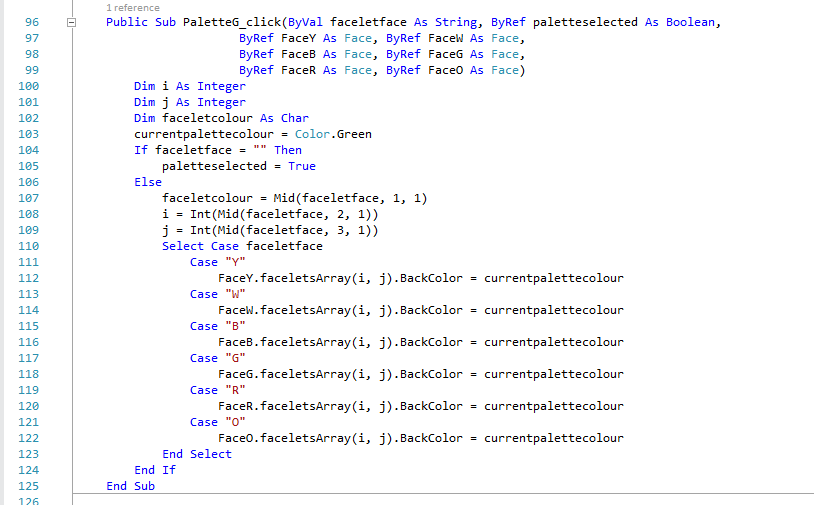 1 reference
96 Public Sub PaletteG_click(ByVal faceletface As String, ByRef paletteselected As Boolean,
97 ByRef FaceY As Face, ByRef FaceW As Face,
98 ByRef FaceB As Face, ByRef FaceG As Face,
99 ByRef FaceR As Face, ByRef FaceO As Face)
100 Dim i As Integer
101 Dim j As Integer
102 Dim faceletcolour As Char
103 currentpalettecolour = Color.Green
104 If faceletface = "" Then
105 paletteselected = True
106 Else
107 faceletcolour = Mid(faceletface, 1, 1)
108 i = Int(Mid(faceletface, 2, 1))
109 j = Int(Mid(faceletface, 3, 1))
110 Select Case faceletface
111 Case "Y"
112 FaceY.faceletsArray(i, j).BackColor = currentpalettecolour
113 Case "W"
114 FaceW.faceletsArray(i, j).BackColor = currentpalettecolour
115 Case "B"
116 FaceB.faceletsArray(i, j).BackColor = currentpalettecolour
117 Case "G"
118 FaceG.faceletsArray(i, j).BackColor = currentpalettecolour
119 Case "R"
120 FaceR.faceletsArray(i, j).BackColor = currentpalettecolour
121 Case "O"
122 FaceO.faceletsArray(i, j).BackColor = currentpalettecolour
123 End Select
124 End If
125 End Sub
126